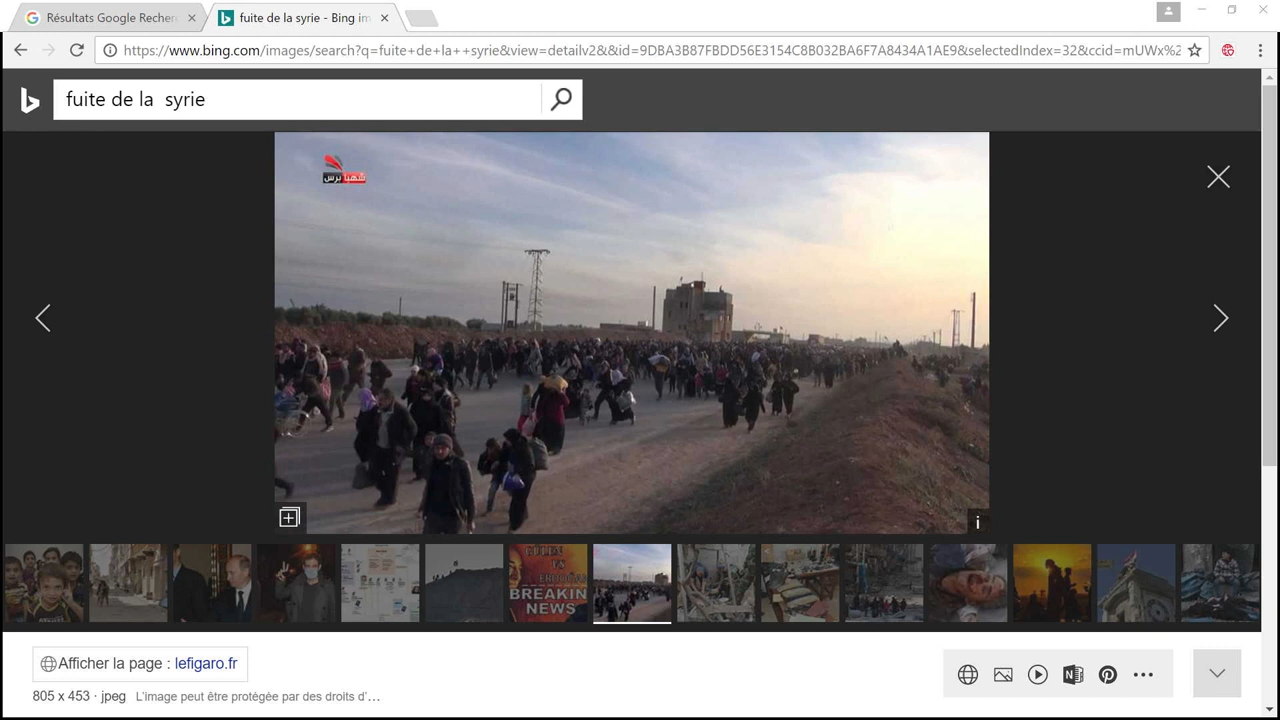 Résultats Google Recherc
fuite de la syrie - Bing im
https://www.bing.com/images/search?q=fuite+de+la++syrie&view=detailv2&&id=9DBA3B87FBDD56E3154C8B032BA6F7A8434A1AE9&selectedIndex=32&ccid=mUWx%2
fuite de la  syrie
شهبا برس
BREAKIN
NEWS
Afficher la page : lefigaro.fr
805 x 453 · jpeg L'image peut être protégée par des droits d'…